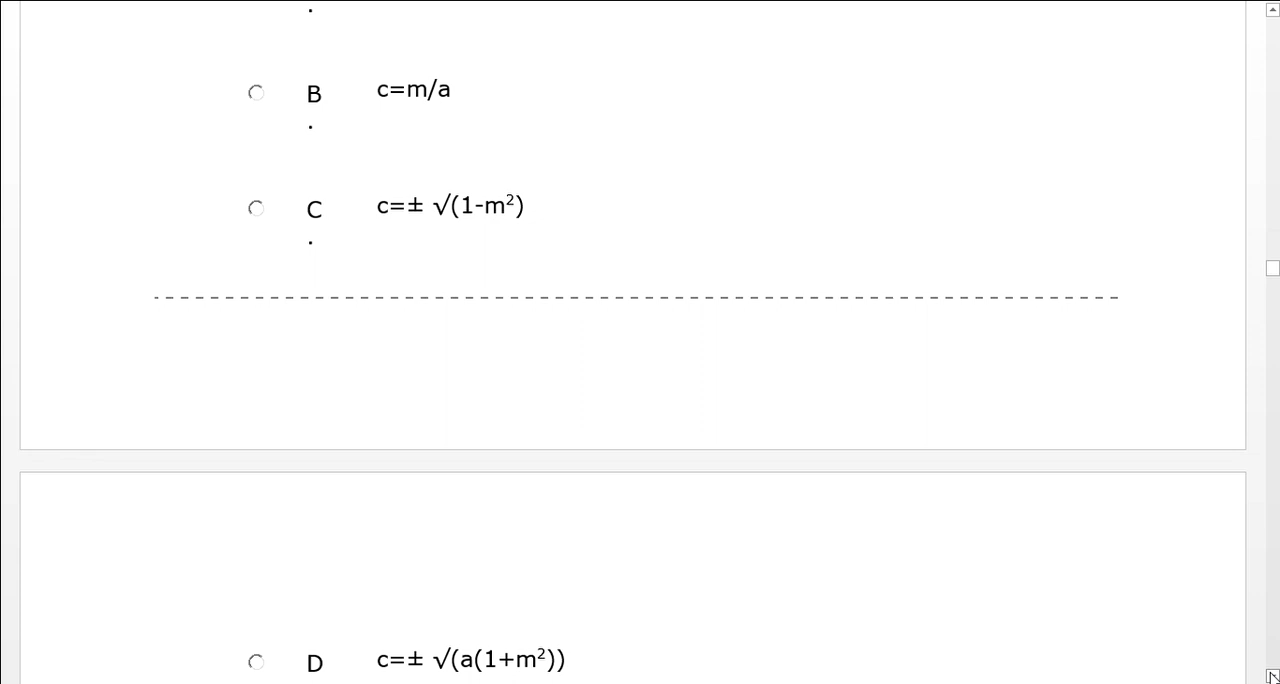 .
B c=m/a
.
C c=± √(1-m²)
.
D c=± √(a(1+m²))